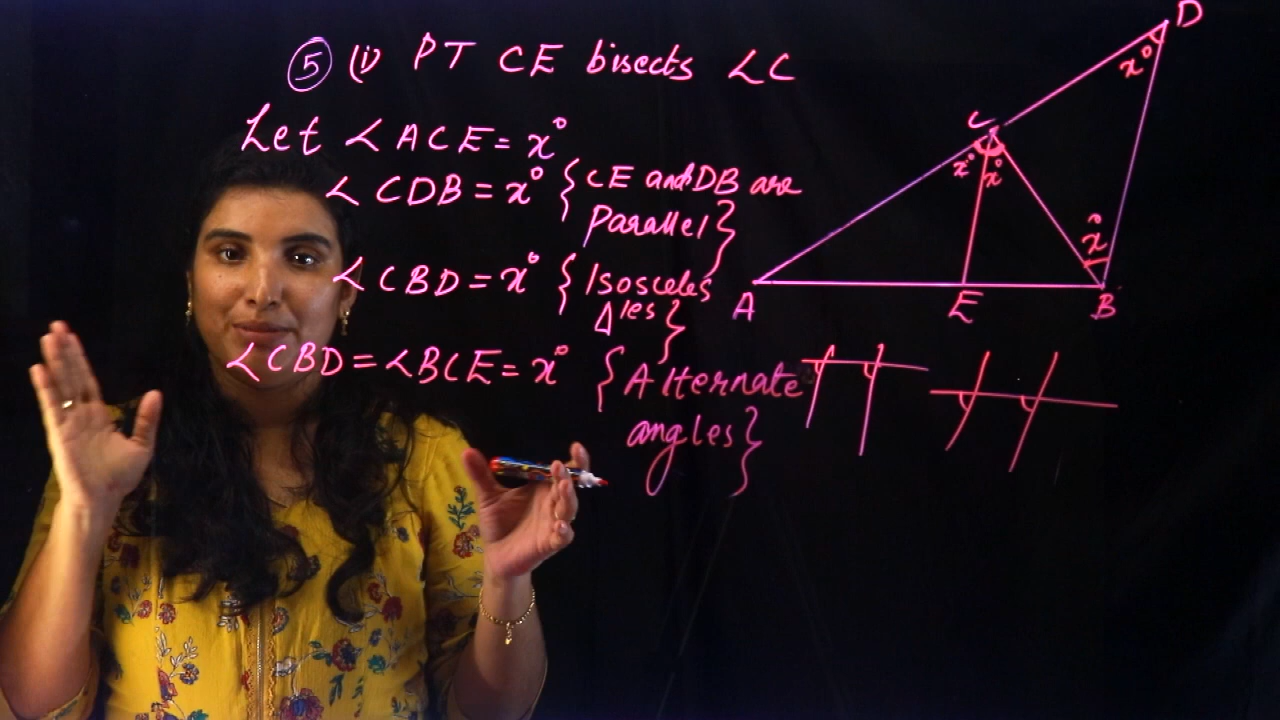 5 (i) PT CE bisects ∠C
Let ∠ACE = x°
∠CDB = x° {CE and DB are
Parallel}
∠CBD = x° {Isosceles
Δles}
∠CBD = ∠BCE = x° {Alternate
angles}
D
x°
C
x° x°
x°
A E B